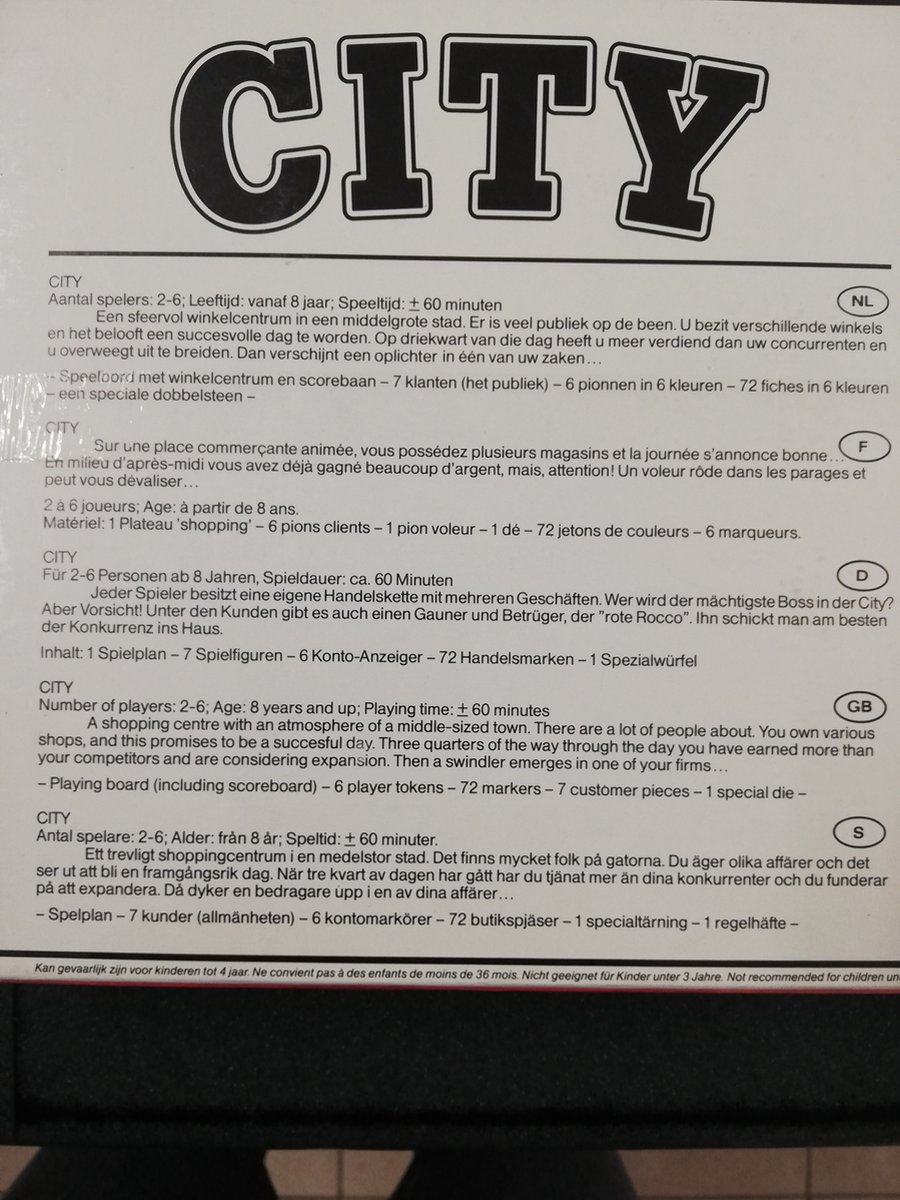 CITY
CITY
Aantal spelers: 2-6; Leeftijd: vanaf 8 jaar; Speeltijd: ± 60 minuten
NL
Een sfeervol winkelcentrum in een middelgrote stad. Er is veel publiek op de been. U bezit verschillende winkels
en het belooft een succesvolle dag te worden. Op driekwart van die dag heeft u meer verdiend dan uw concurrenten en
u overweegt uit te breiden. Dan verschijnt een oplichter in één van uw zaken...
- Speelbord met winkelcentrum en scorebaan – 7 klanten (het publiek) – 6 pionnen in 6 kleuren – 72 fiches in 6 kleuren
– een speciale dobbelsteen –
CITY
F
Sur une place commerçante animée, vous possédez plusieurs magasins et la journée s'annonce bonne...
En milieu d'après-midi vous avez déjà gagné beaucoup d'argent, mais, attention! Un voleur rôde dans les parages et
peut vous dévaliser...
2 à 6 joueurs; Age: à partir de 8 ans.
Matériel: 1 Plateau 'shopping' – 6 pions clients – 1 pion voleur – 1 dé – 72 jetons de couleurs – 6 marqueurs.
CITY
Für 2-6 Personen ab 8 Jahren, Spieldauer: ca. 60 Minuten
D
Jeder Spieler besitzt eine eigene Handelskette mit mehreren Geschäften. Wer wird der mächtigste Boss in der City?
Aber Vorsicht! Unter den Kunden gibt es auch einen Gauner und Betrüger, der "rote Rocco". Ihn schickt man am besten
der Konkurrenz ins Haus.
Inhalt: 1 Spielplan – 7 Spielfiguren – 6 Konto-Anzeiger – 72 Handelsmarken – 1 Spezialwürfel
CITY
Number of players: 2-6; Age: 8 years and up; Playing time: ± 60 minutes
GB
A shopping centre with an atmosphere of a middle-sized town. There are a lot of people about. You own various
shops, and this promises to be a succesful day. Three quarters of the way through the day you have earned more than
your competitors and are considering expansion. Then a swindler emerges in one of your firms...
– Playing board (including scoreboard) – 6 player tokens – 72 markers – 7 customer pieces – 1 special die –
CITY
Antal spelare: 2-6; Alder: från 8 år; Speltid: ± 60 minuter.
S
Ett trevligt shoppingcentrum i en medelstor stad. Det finns mycket folk på gatorna. Du äger olika affärer och det
ser ut att bli en framgångsrik dag. När tre kvart av dagen har gått har du tjänat mer än dina konkurrenter och du funderar
på att expandera. Då dyker en bedragare upp i en av dina affärer...
– Spelplan – 7 kunder (allmänheten) – 6 kontomarkörer – 72 butikspjäser – 1 specialtärning – 1 regelhäfte –
Kan gevaarlijk zijn voor kinderen tot 4 jaar. Ne convient pas à des enfants de moins de 36 mois. Nicht geeignet für Kinder unter 3 Jahre. Not recommended for children